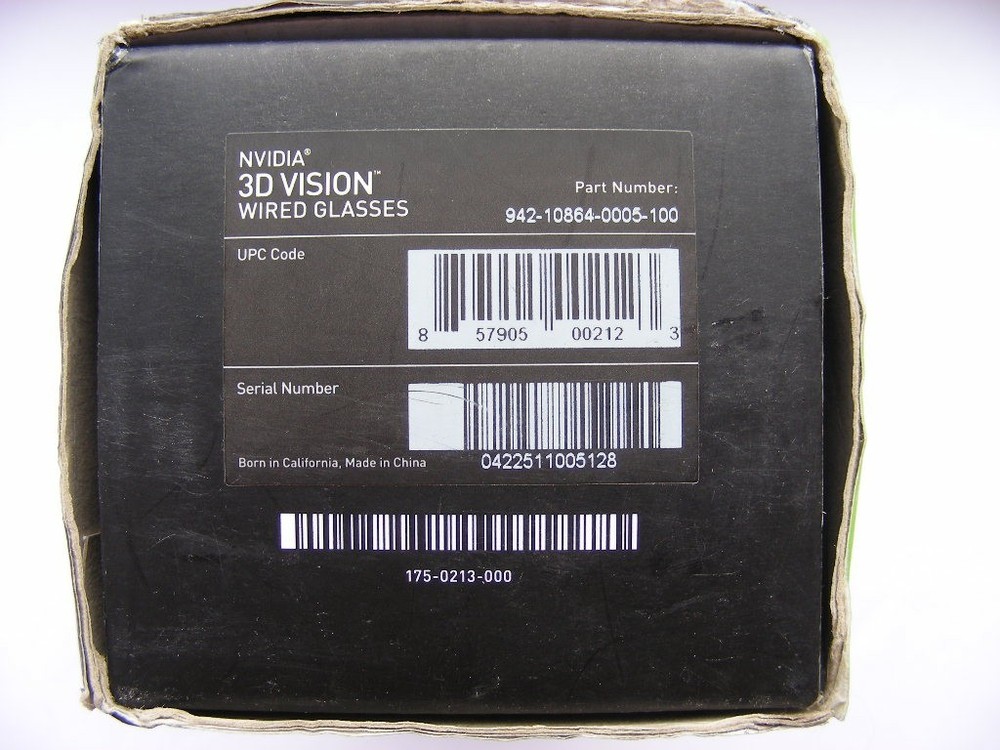 NVIDIA®
3D VISION™
WIRED GLASSES
Part Number:
942-10864-0005-100
UPC Code
8 57905 00212 3
Serial Number
0422511005128
Born in California, Made in China
175-0213-000